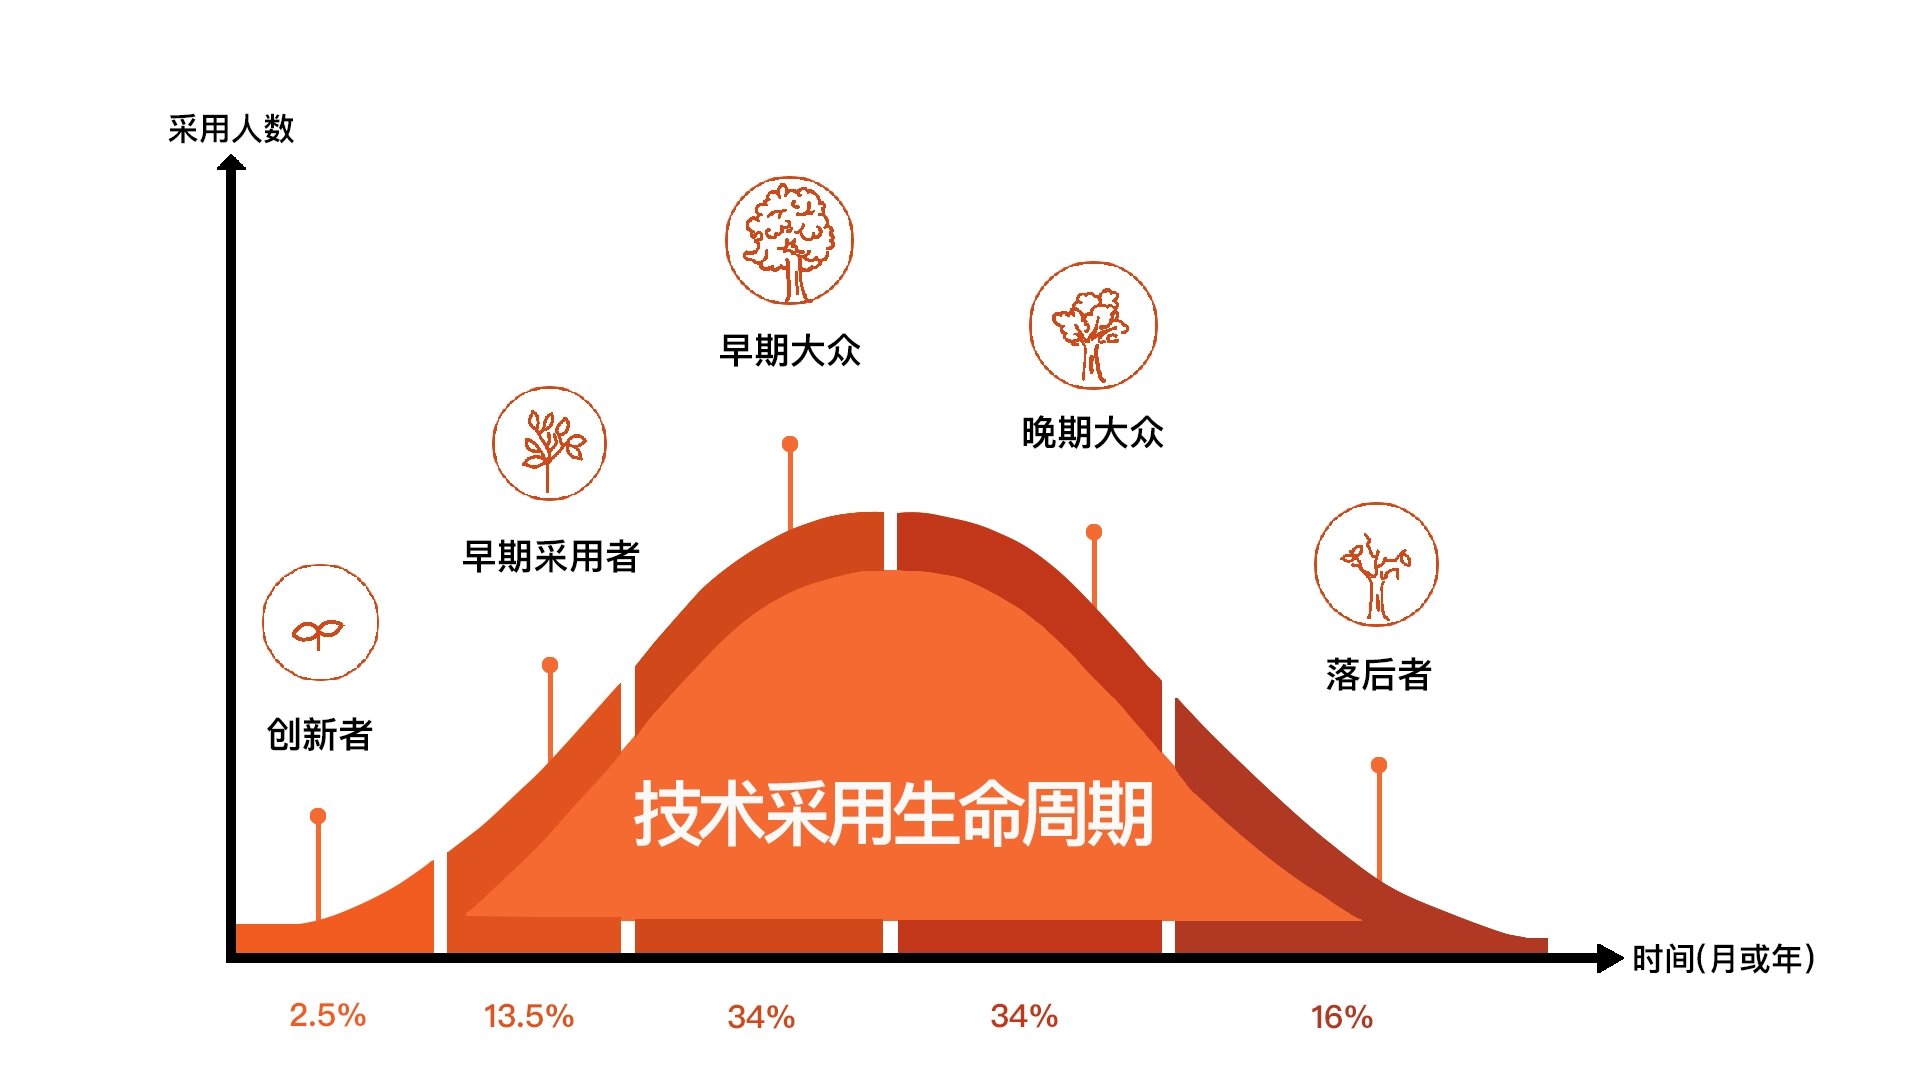 采用人数
早期大众
晚期大众
早期采用者
落后者
创新者
技术采用生命周期
时间(月或年)
2.5%
13.5%
34%
34%
16%